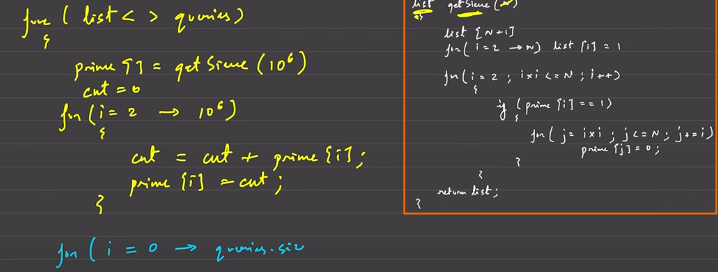 func ( list < > queries)
{
prime [] = getSieve (10^6)
cnt = 0
for (i = 2 → 10^6)
{
cnt = cnt + prime [i];
prime [i] = cnt;
}
for ( i = 0 → queries.siz
list getSieve (N)
{
list [N+1]
for ( i = 2 → N) list [i] = 1
for ( i = 2 ; i x i <= N ; i ++)
{
if ( prime [i] == 1)
{
for ( j = i x i ; j <= N ; j += i)
prime [j] = 0;
}
}
return list;
}